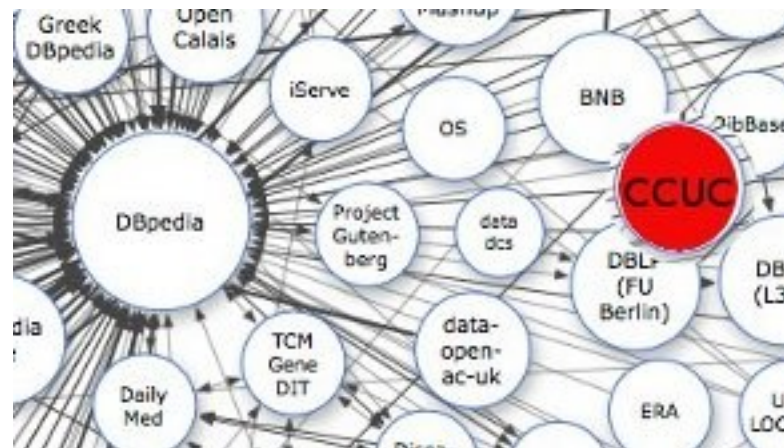 Greek
DBpedia
Open
Calais
Mashup
iServe
OS
BNB
CCUC
DBpedia
Project
Guten-
berg
data
dcs
(FU
Berlin)
TCM
Gene
DIT
data-
open-
ac-uk
Daily
Med
ERA